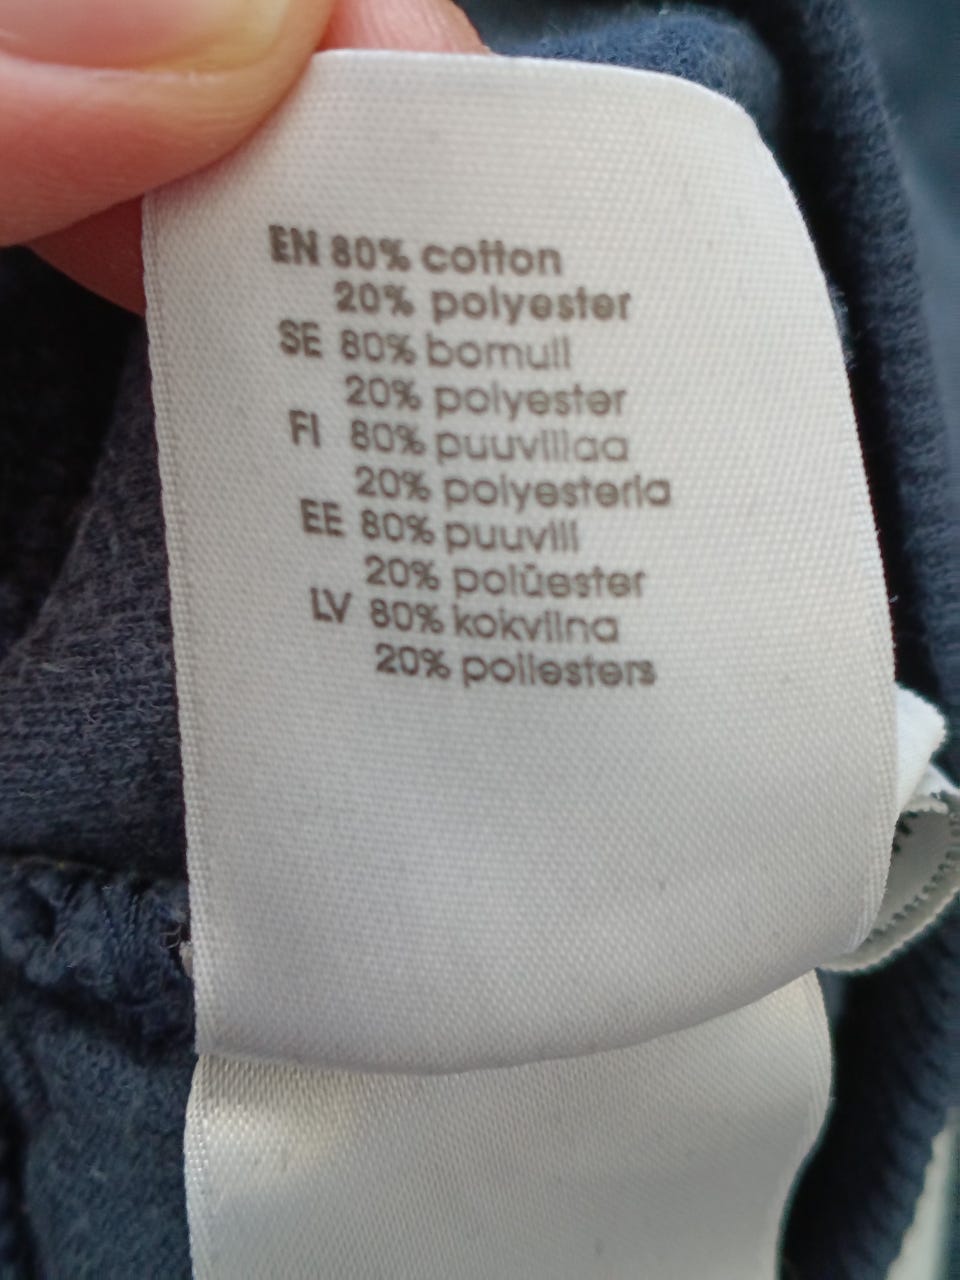 EN 80% cotton
20% polyester
SE 80% bomull
20% polyester
FI 80% puuvillaa
20% polyesteria
EE 80% puuvill
20% polüester
LV 80% kokvilna
20% poliesters